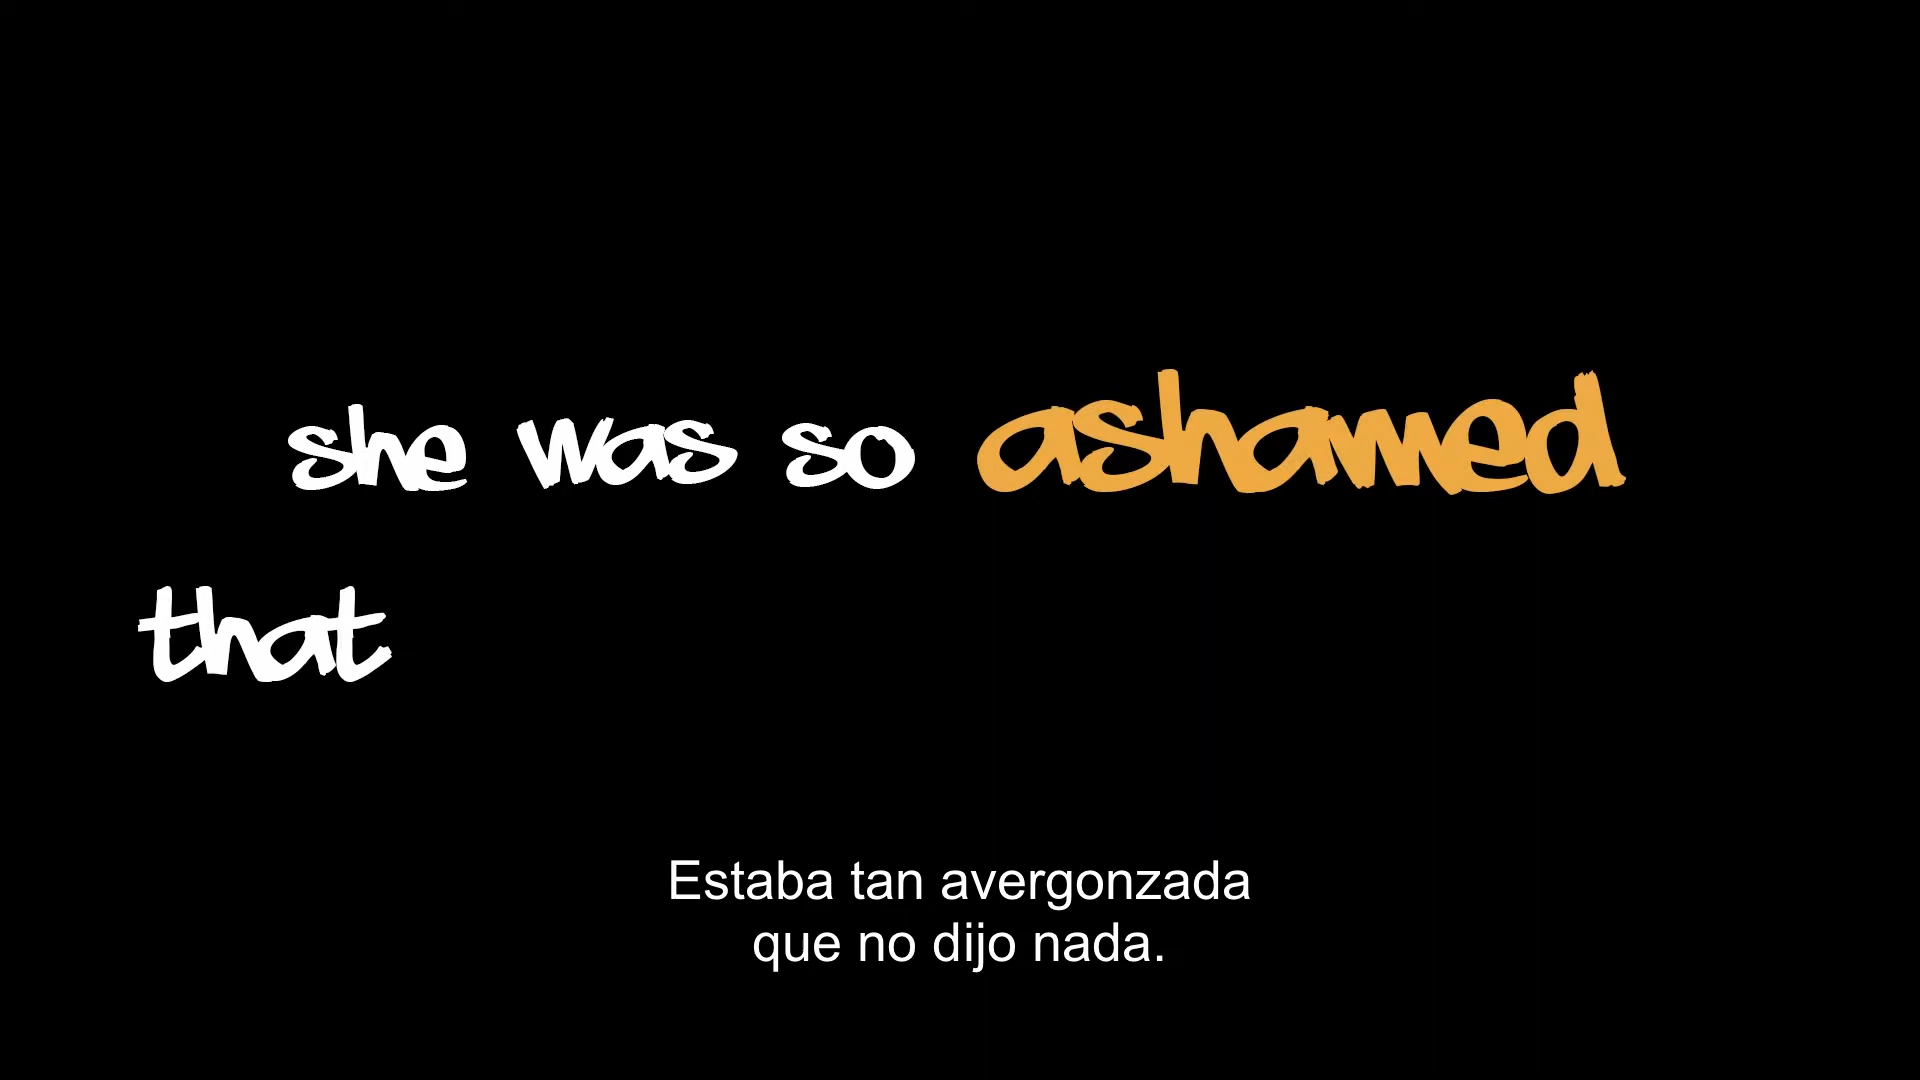 she was so ashamed
that
Estaba tan avergonzada
que no dijo nada.